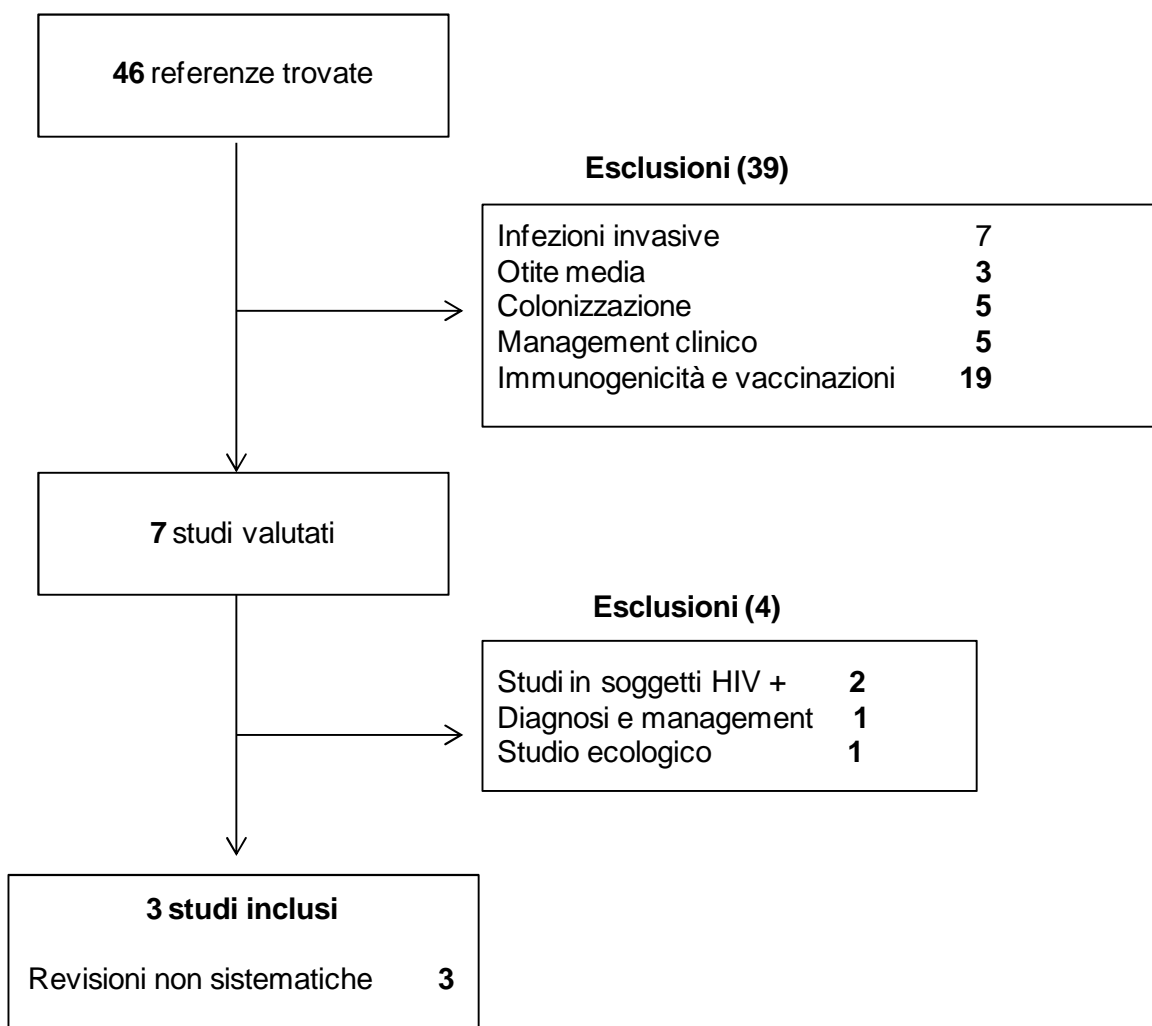 46 referenze trovate
Esclusioni (39)
Infezioni invasive 7
Otite media 3
Colonizzazione 5
Management clinico 5
Immunogenicità e vaccinazioni 19
7 studi valutati
Esclusioni (4)
Studi in soggetti HIV + 2
Diagnosi e management 1
Studio ecologico 1
3 studi inclusi
Revisioni non sistematiche 3